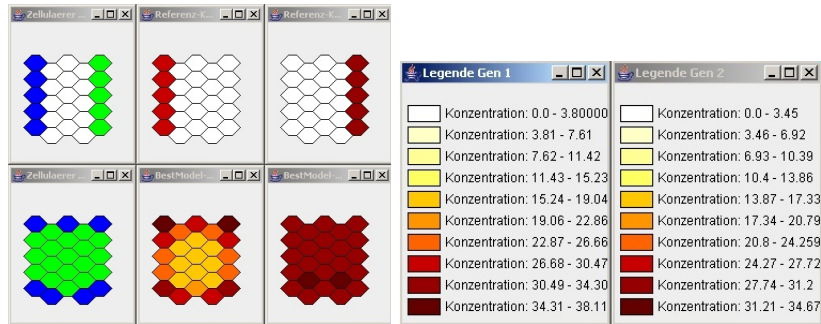 Zellulaerer ...
Referenz-K...
Referenz-K...
Zellulaerer ...
BestModel-...
BestModel-...
Legende Gen 1
Konzentration: 0.0 - 3.80000
Konzentration: 3.81 - 7.61
Konzentration: 7.62 - 11.42
Konzentration: 11.43 - 15.23
Konzentration: 15.24 - 19.04
Konzentration: 19.06 - 22.86
Konzentration: 22.87 - 26.66
Konzentration: 26.68 - 30.47
Konzentration: 30.49 - 34.30
Konzentration: 34.31 - 38.11
Legende Gen 2
Konzentration: 0.0 - 3.45
Konzentration: 3.46 - 6.92
Konzentration: 6.93 - 10.39
Konzentration: 10.4 - 13.86
Konzentration: 13.87 - 17.33
Konzentration: 17.34 - 20.79
Konzentration: 20.8 - 24.259
Konzentration: 24.27 - 27.72
Konzentration: 27.74 - 31.2
Konzentration: 31.21 - 34.67